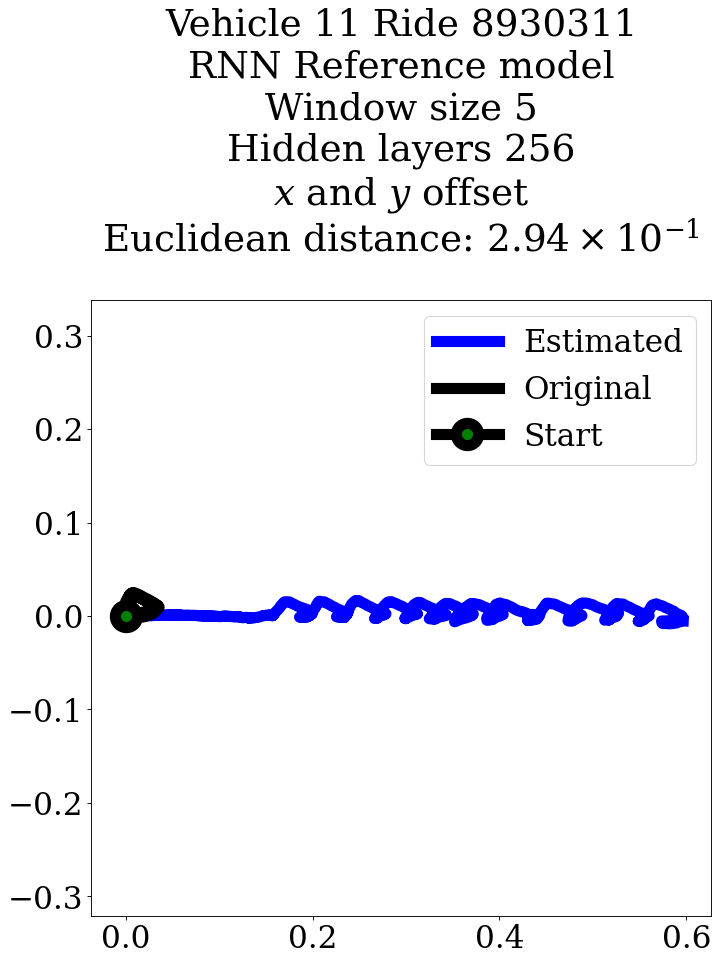 Vehicle 11 Ride 8930311
RNN Reference model
Window size 5
Hidden layers 256
x and y offset
Euclidean distance: 2.94 × 10⁻¹
Estimated
Original
Start
0.3
0.2
0.1
0.0
−0.1
−0.2
−0.3
0.0 0.2 0.4 0.6